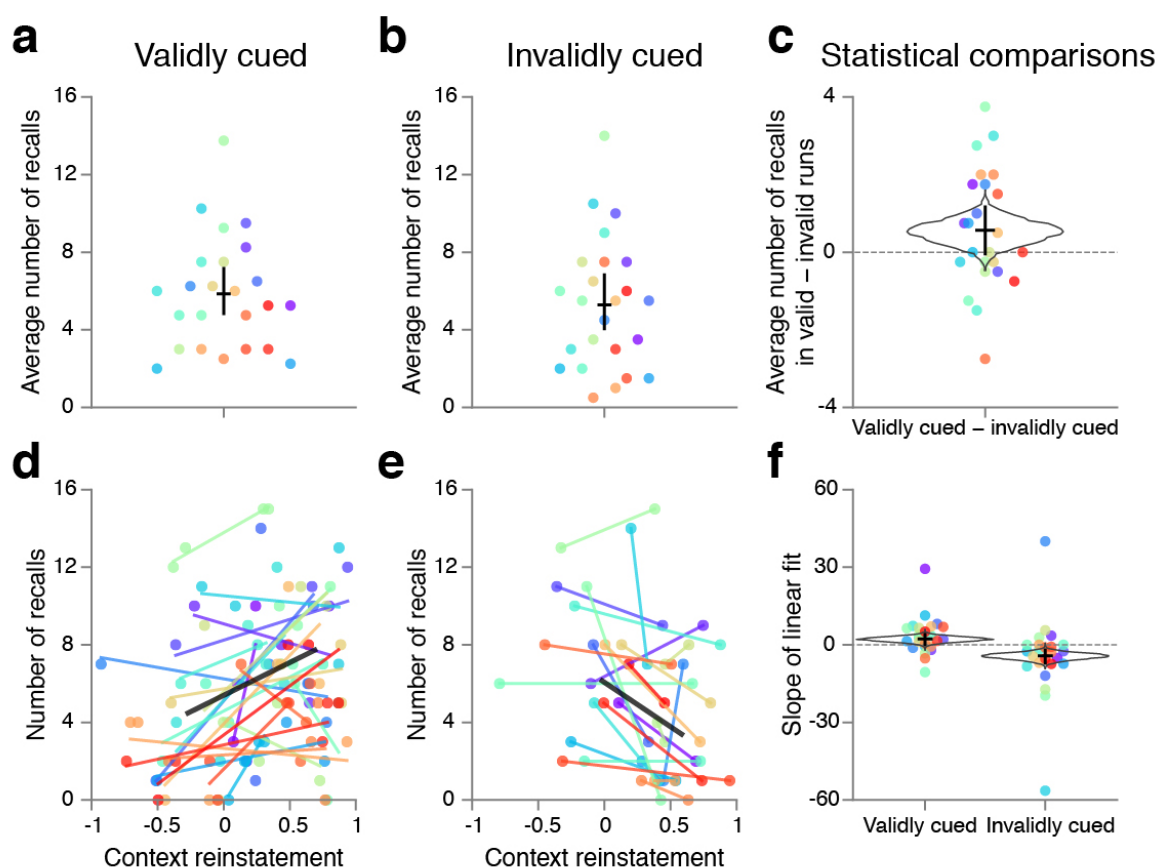 a
Validly cued
Average number of recalls
16
12
8
4
0
b
Invalidly cued
Average number of recalls
16
12
8
4
0
c
Statistical comparisons
Average number of recalls
in valid – invalid runs
4
0
-4
Validly cued – invalidly cued
d
Number of recalls
16
12
8
4
0
-1 -0.5 0 0.5 1
Context reinstatement
e
Number of recalls
16
12
8
4
0
-1 -0.5 0 0.5 1
Context reinstatement
f
Slope of linear fit
60
30
0
-30
-60
Validly cued Invalidly cued